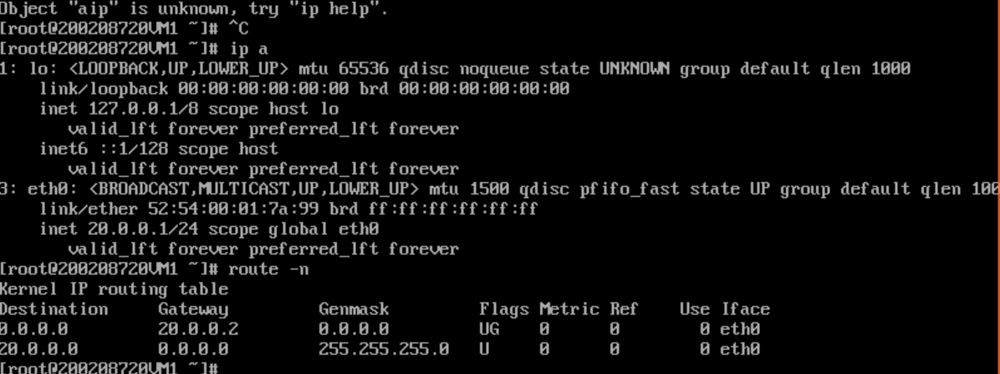 Object "aip" is unknown, try "ip help".
[root@200208720VM1 ~]# ^C
[root@200208720VM1 ~]# ip a
1: lo: <LOOPBACK,UP,LOWER_UP> mtu 65536 qdisc noqueue state UNKNOWN group default qlen 1000
    link/loopback 00:00:00:00:00:00 brd 00:00:00:00:00:00
    inet 127.0.0.1/8 scope host lo
       valid_lft forever preferred_lft forever
    inet6 ::1/128 scope host
       valid_lft forever preferred_lft forever
3: eth0: <BROADCAST,MULTICAST,UP,LOWER_UP> mtu 1500 qdisc pfifo_fast state UP group default qlen 100
    link/ether 52:54:00:01:7a:99 brd ff:ff:ff:ff:ff:ff
    inet 20.0.0.1/24 scope global eth0
       valid_lft forever preferred_lft forever
[root@200208720VM1 ~]# route -n
Kernel IP routing table
Destination     Gateway         Genmask         Flags Metric Ref    Use Iface
0.0.0.0         20.0.0.2        0.0.0.0         UG    0      0        0 eth0
20.0.0.0        0.0.0.0         255.255.255.0   U     0      0        0 eth0
[root@200208720VM1 ~]#